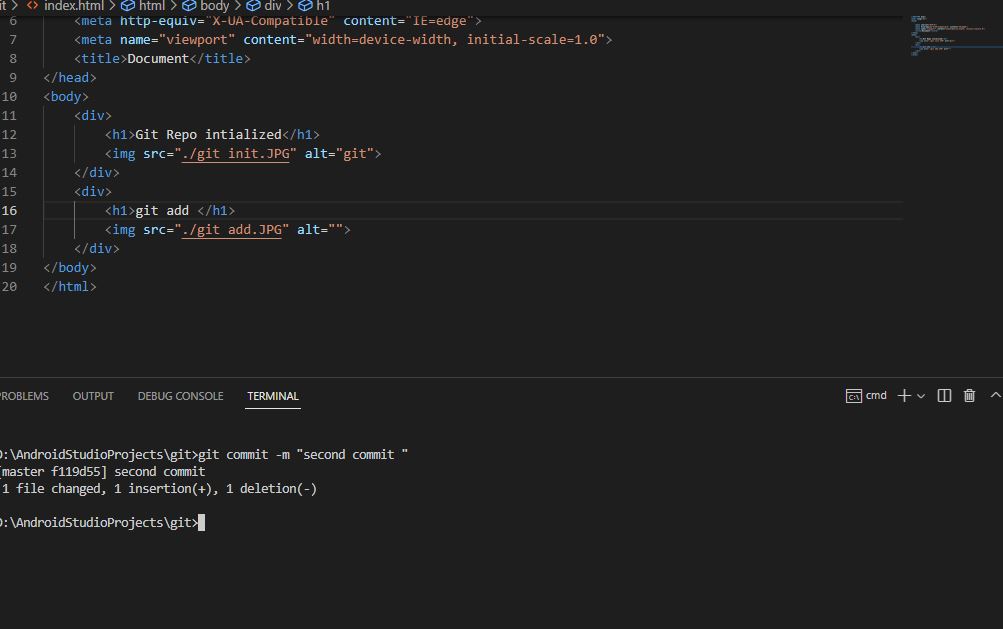 it > <> index.html > html > body > div > h1
6 <meta http-equiv="X-UA-Compatible" content="IE=edge">
7 <meta name="viewport" content="width=device-width, initial-scale=1.0">
8 <title>Document</title>
9 </head>
10 <body>
11 <div>
12 <h1>Git Repo intialized</h1>
13 <img src="./git init.JPG" alt="git">
14 </div>
15 <div>
16 <h1>git add </h1>
17 <img src="./git add.JPG" alt="">
18 </div>
19 </body>
20 </html>
ROBLEMS OUTPUT DEBUG CONSOLE TERMINAL cmd
D:\AndroidStudioProjects\git>git commit -m "second commit "
[master f119d55] second commit
1 file changed, 1 insertion(+), 1 deletion(-)
D:\AndroidStudioProjects\git>